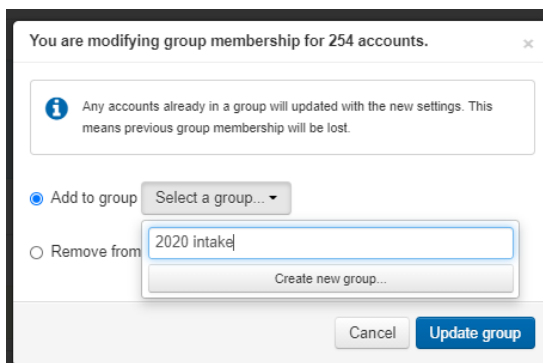 You are modifying group membership for 254 accounts.
×
Any accounts already in a group will updated with the new settings. This
means previous group membership will be lost.
Add to group Select a group...
2020 intake
Remove from
Create new group...
Cancel Update group